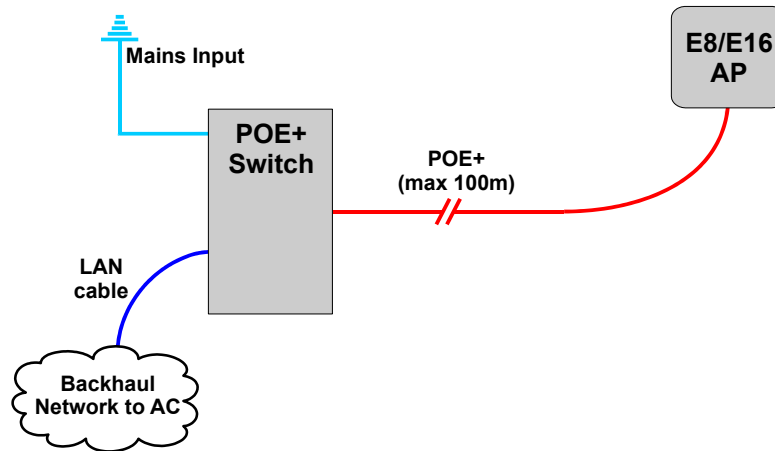 Mains Input
E8/E16
AP
POE+
Switch
POE+
(max 100m)
LAN
cable
Backhaul
Network to AC